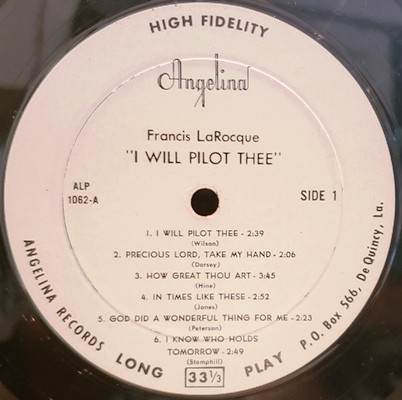 HIGH FIDELITY
Angelina
Francis LaRocque
"I WILL PILOT THEE"
ALP
1062-A
SIDE 1
1. I WILL PILOT THEE - 2:39
(Wilson)
2. PRECIOUS LORD, TAKE MY HAND - 2:06
(Dorsey)
3. HOW GREAT THOU ART - 3:45
(Hine)
4. IN TIMES LIKE THESE - 2:52
(Jones)
5. GOD DID A WONDERFUL THING FOR ME - 2:23
(Peterson)
6. I KNOW WHO HOLDS
TOMORROW - 2:49
(Stamphill)
ANGELINA RECORDS
LONG
33 1/3
PLAY
P.O. Box 566, De Quincy, La.